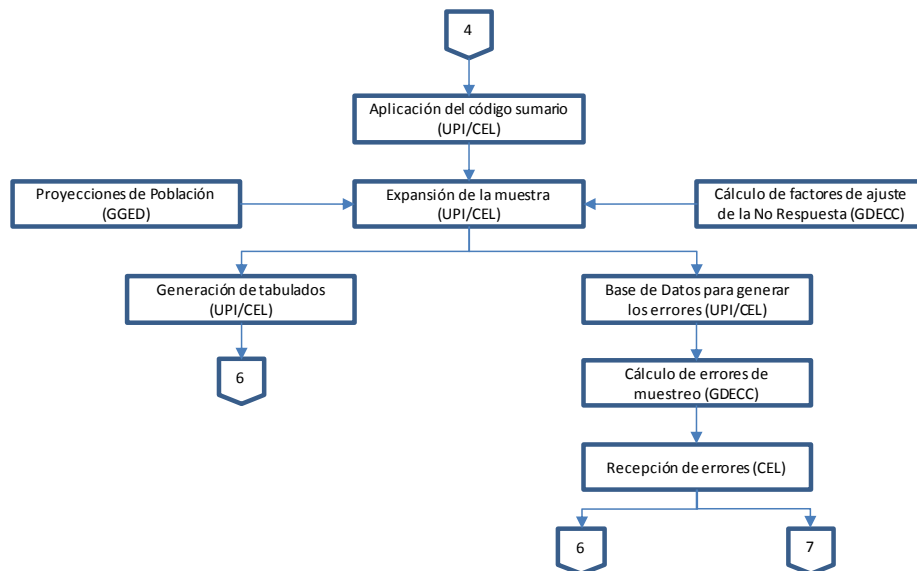 4
Aplicación del código sumario
(UPI/CEL)
Proyecciones de Población
(GGED)
Expansión de la muestra
(UPI/CEL)
Cálculo de factores de ajuste
de la No Respuesta (GDECC)
Generación de tabulados
(UPI/CEL)
Base de Datos para generar
los errores (UPI/CEL)
6
Cálculo de errores de
muestreo (GDECC)
Recepción de errores (CEL)
6
7